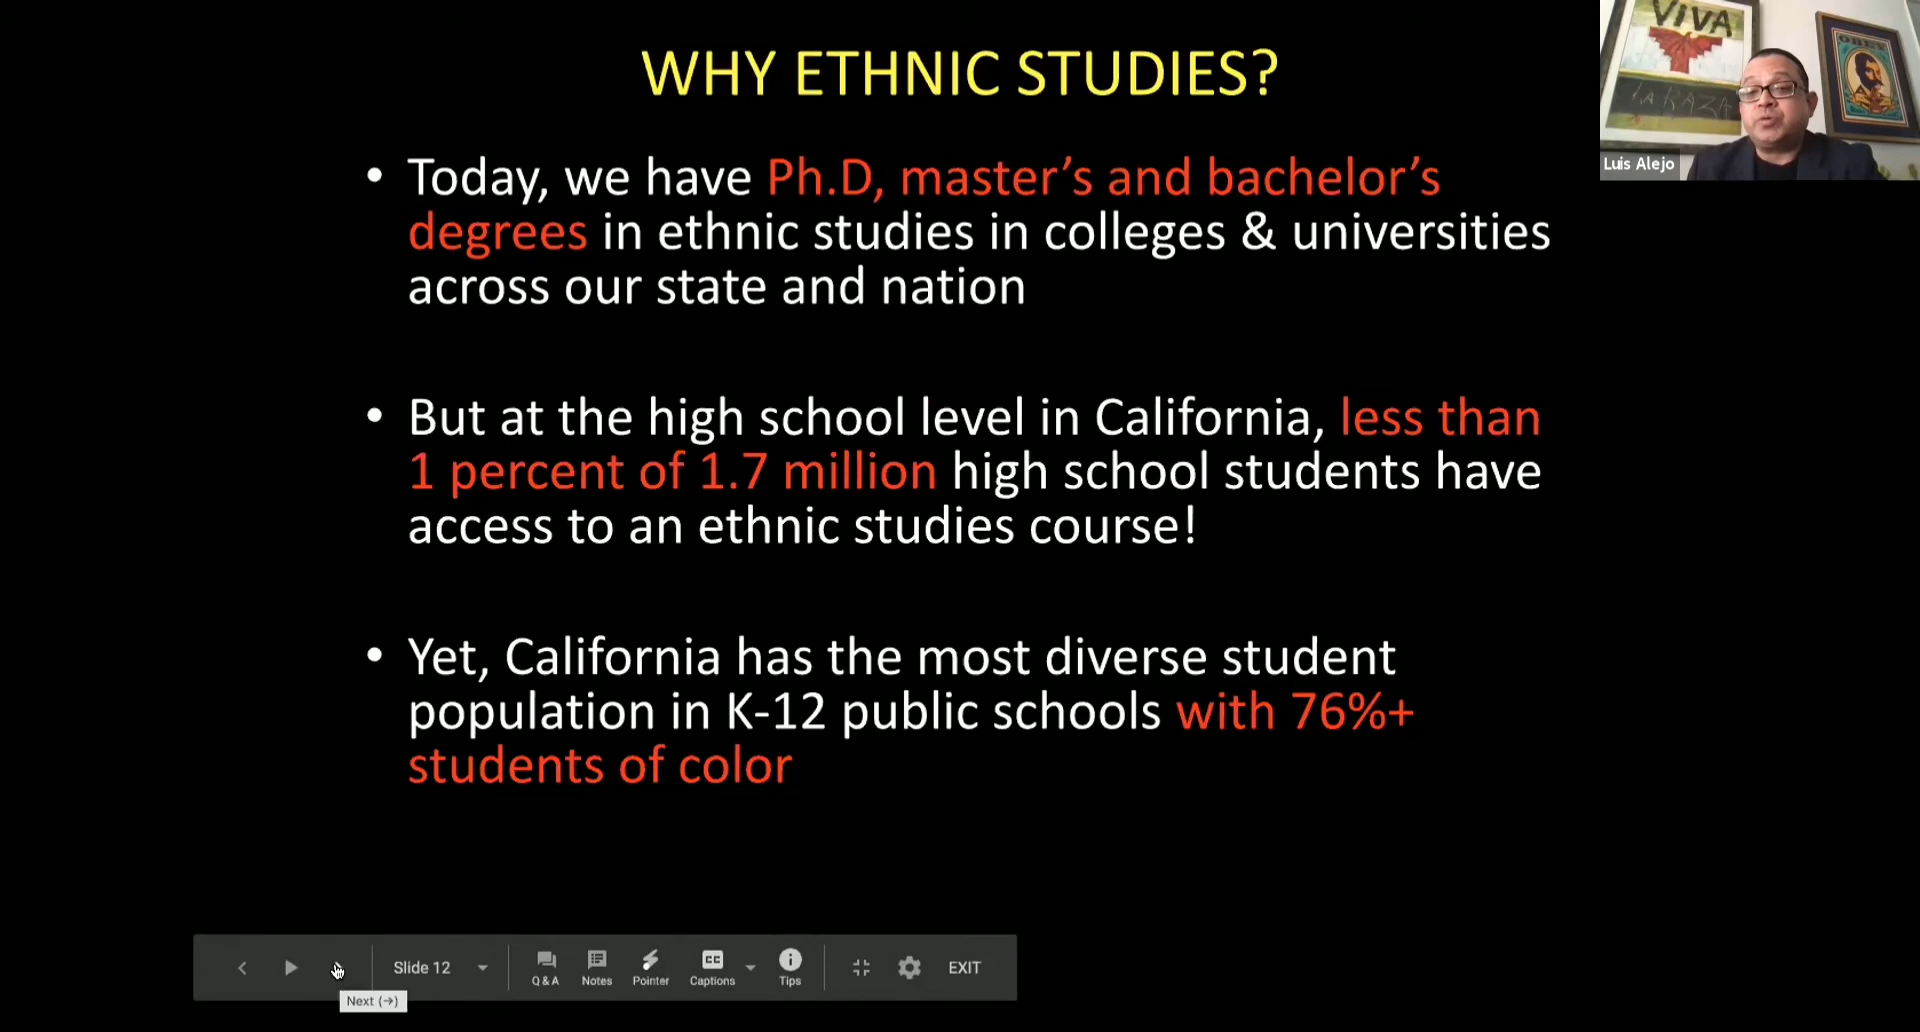 WHY ETHNIC STUDIES?
• Today, we have Ph.D, master’s and bachelor’s
degrees in ethnic studies in colleges & universities
across our state and nation
• But at the high school level in California, less than
1 percent of 1.7 million high school students have
access to an ethnic studies course!
• Yet, California has the most diverse student
population in K-12 public schools with 76%+
students of color
VIVA
LA RAZA
OBEY
Luis Alejo
Slide 12
Q & A
Notes
Pointer
CC
Captions
Tips
EXIT
Next (→)